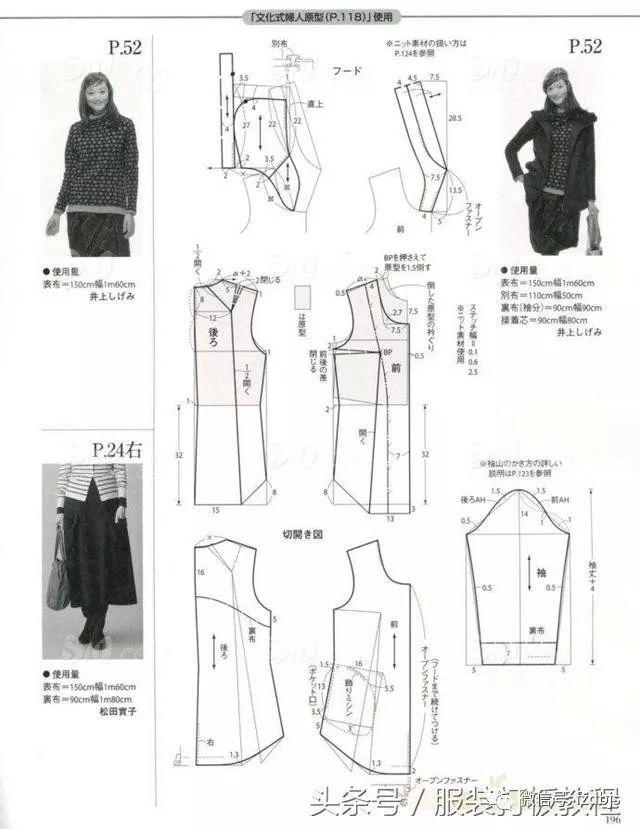 「文化式婦人原型(P.118)」使用
P.52
別布
フード
※ニット素材の扱い方は
P.124を参照
P.52
3.5
1
直上
4
27
22
22
2
2
2
4
4.5
7.5
28.5
7.5
13.5
4
5
前
オープンファスナー
●使用量
表布=150cm幅1m60cm
井上しげみ
1/2開く
2閉じる
5
8
12
1
後ろ
1/2開く
32
15
8
は原型
BPを押さえて
原型を1.5倒す
倒した原型の衿ぐり
4
2
0.5
2.7
7.5
7.5
0.5
2
1
BP
前後の差
閉じる
前
開く
7
32
8
13
3
ステッチ幅=
0.1
0.6
2.5
※ニット素材使用
●使用量
表布=150cm幅1m60cm
別布=110cm幅50cm
裏布(袖分)=90cm幅90cm
接着芯=90cm幅80cm
井上しげみ
P.24右
●使用量
表布=150cm幅1m60cm
裏布=90cm幅1m80cm
松田實子
切開き図
16
裏布
5
後ろ
右
1.3
前
16
5.5
飾りミシン
(ポケット口)
13.5
3.5
5
3
1.3
2
オープンファスナー
(フードまで続けてつける)
オープンファスナー
※袖山のかき方の詳しい
説明はP.123を参照
1.5
1.5
後ろAH
前AH
14
1
0.5
1
0.5
0.5
袖
裏布
7
5
5
袖丈+4
头条号/服装打板教程
196